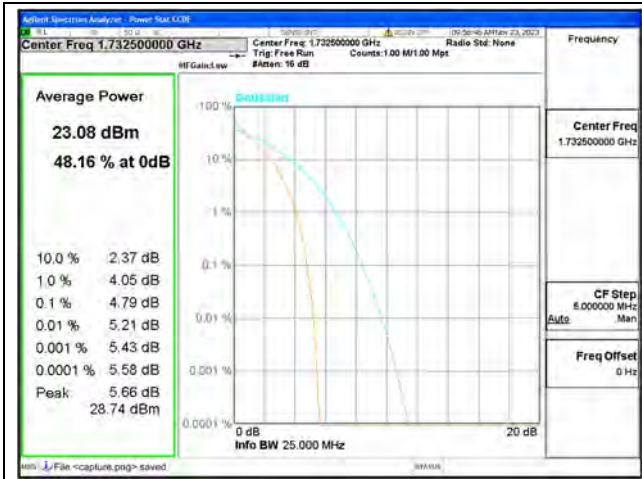 Agilent Spectrum Analyzer - Power Stat CCDF
Center Freq 1.732500000 GHz
Center Freq: 1.732500000 GHz
Radio Std: None
Trig: Free Run
Counts:1.00 M/1.00 Mpt
#IFGain:Low
#Atten: 16 dB
Frequency
Average Power
23.08 dBm
48.16 % at 0dB
10.0 % 2.37 dB
1.0 % 4.05 dB
0.1 % 4.79 dB
0.01 % 5.21 dB
0.001 % 5.43 dB
0.0001 % 5.58 dB
Peak 5.66 dB
28.74 dBm
Gaussian
100 %
10 %
1 %
0.1 %
0.01 %
0.001 %
0.0001 %
0 dB
20 dB
Info BW 25.000 MHz
Center Freq
1.732500000 GHz
CF Step
5.000000 MHz
Auto Man
Freq Offset
0 Hz
MSG
File <capture.png> saved
STATUS